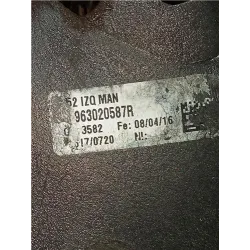 52 IZQ MAN
963020587R
3582 Fe: 08/04/16
17/0720 N!: